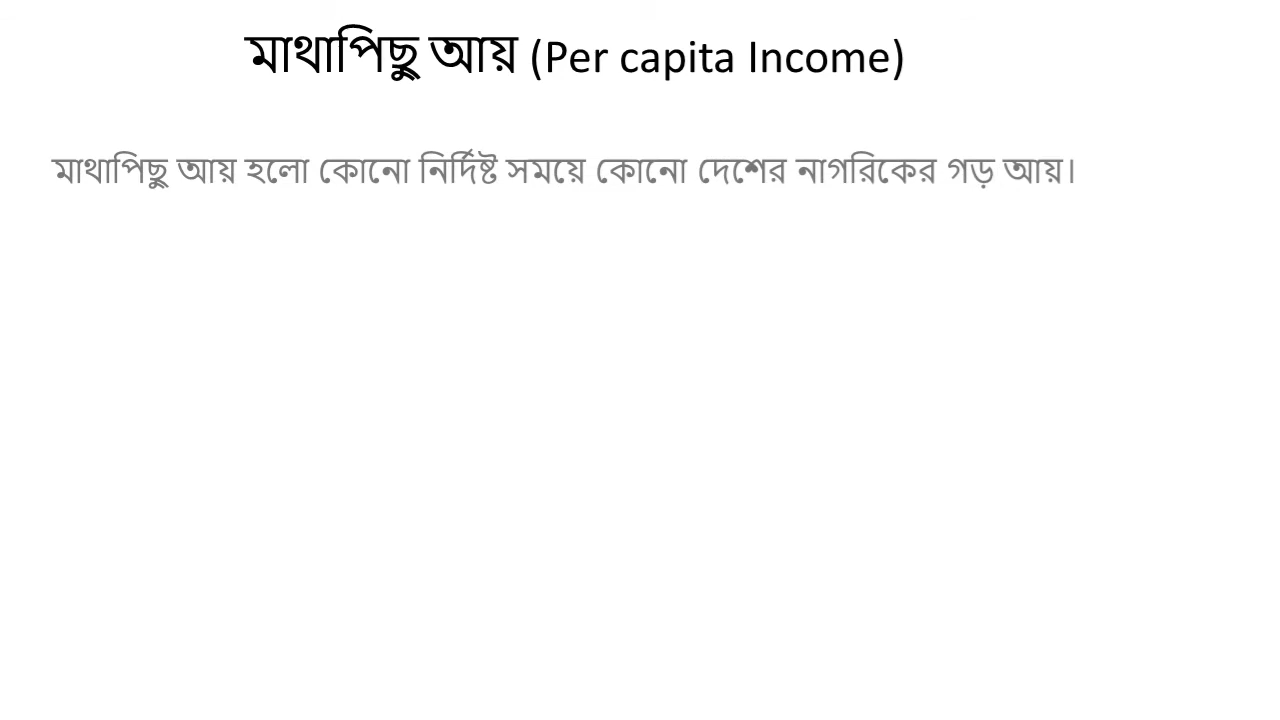 মাথাপিছু আয় (Per capita Income)
মাথাপিছু আয় হলো কোনো নির্দিষ্ট সময়ে কোনো দেশের নাগরিকের গড় আয়।